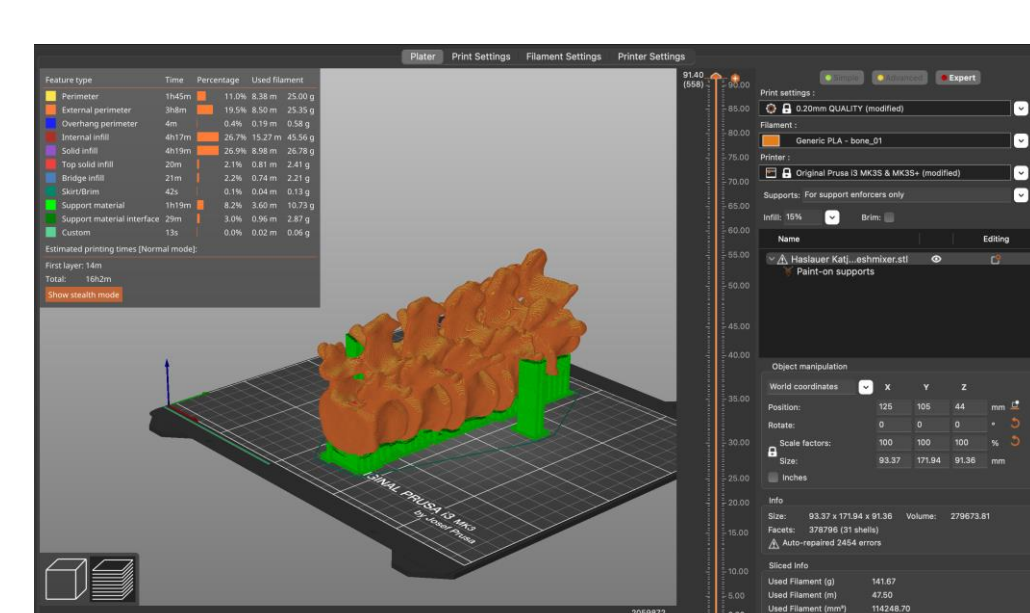 Plater Print Settings Filament Settings Printer Settings
Feature type Time Percentage Used filament
Perimeter 1h45m 11.0% 8.38 m 25.00 g
External perimeter 3h8m 19.5% 8.50 m 25.35 g
Overhang perimeter 4m 0.4% 0.19 m 0.58 g
Internal infill 4h17m 26.7% 15.27 m 45.56 g
Solid infill 4h19m 26.9% 8.98 m 26.78 g
Top solid infill 20m 2.1% 0.81 m 2.41 g
Bridge infill 21m 2.2% 0.74 m 2.21 g
Skirt/Brim 42s 0.1% 0.04 m 0.13 g
Support material 1h19m 8.2% 3.60 m 10.73 g
Support material interface 29m 3.0% 0.96 m 2.87 g
Custom 13s 0.0% 0.02 m 0.06 g
Estimated printing times [Normal mode]:
First layer: 14m
Total: 16h2m
Show stealth mode
91.40
(558)
90.00
85.00
80.00
75.00
70.00
65.00
60.00
55.00
50.00
45.00
40.00
35.00
30.00
25.00
20.00
15.00
10.00
5.00
IGINAL PRUSA i3 MK3
by Josef Prusa
2059872
Simple Advanced Expert
Print settings :
0.20mm QUALITY (modified)
Filament :
Generic PLA - bone_01
Printer :
Original Prusa i3 MK3S & MK3S+ (modified)
Supports: For support enforcers only
Infill: 15% Brim:
Name Editing
Haslauer Katj...eshmixer.stl
Paint-on supports
Object manipulation
World coordinates X Y Z
Position: 125 105 44 mm
Rotate: 0 0 0 °
Scale factors: 100 100 100 %
Size: 93.37 171.94 91.36 mm
Inches
Info
Size: 93.37 x 171.94 x 91.36 Volume: 279673.81
Facets: 378796 (31 shells)
Auto-repaired 2454 errors
Sliced Info
Used Filament (g) 141.67
Used Filament (m) 47.50
Used Filament (mm³) 114248.70